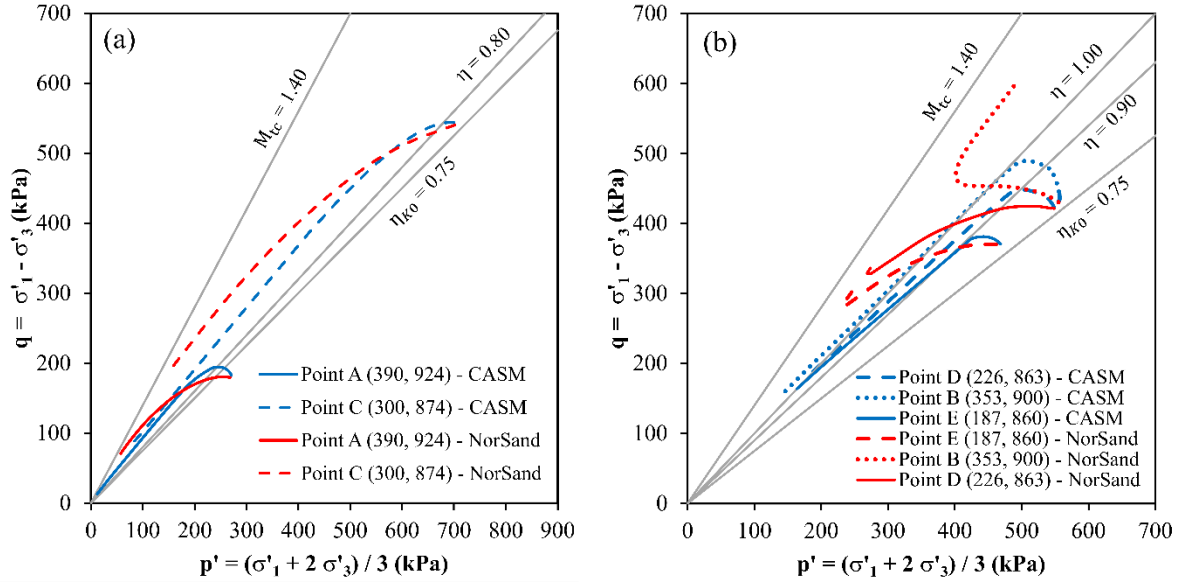 (a)
700
600
500
400
300
200
100
0
q = σ'₁ - σ'₃ (kPa)
M_tc = 1.40
η = 0.80
η_K0 = 0.75
Point A (390, 924) - CASM
Point C (300, 874) - CASM
Point A (390, 924) - NorSand
Point C (300, 874) - NorSand
0 100 200 300 400 500 600 700 800 900
p' = (σ'₁ + 2 σ'₃) / 3 (kPa)
(b)
700
600
500
400
300
200
100
0
q = σ'₁ - σ'₃ (kPa)
M_tc = 1.40
η = 1.00
η = 0.90
η_K0 = 0.75
Point D (226, 863) - CASM
Point B (353, 900) - CASM
Point E (187, 860) - CASM
Point E (187, 860) - NorSand
Point B (353, 900) - NorSand
Point D (226, 863) - NorSand
0 100 200 300 400 500 600 700
p' = (σ'₁ + 2 σ'₃) / 3 (kPa)